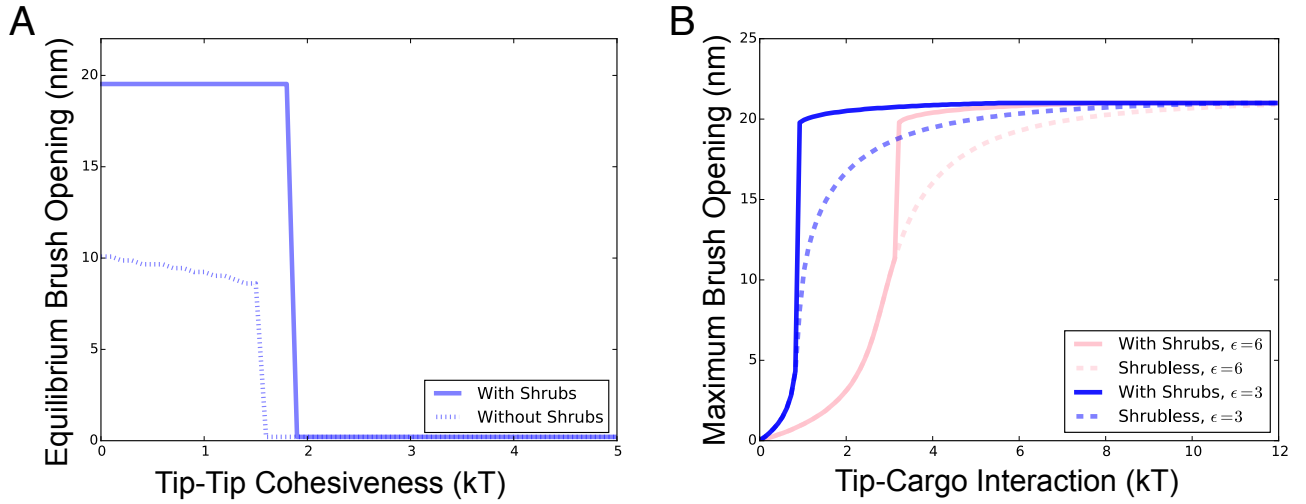 A
Equilibrium Brush Opening (nm)
20
15
10
5
0
0 1 2 3 4 5
Tip-Tip Cohesiveness (kT)
With Shrubs
Without Shrubs
B
Maximum Brush Opening (nm)
25
20
15
10
5
0
0 2 4 6 8 10 12
Tip-Cargo Interaction (kT)
With Shrubs, ϵ=6
Shrubless, ϵ=6
With Shrubs, ϵ=3
Shrubless, ϵ=3